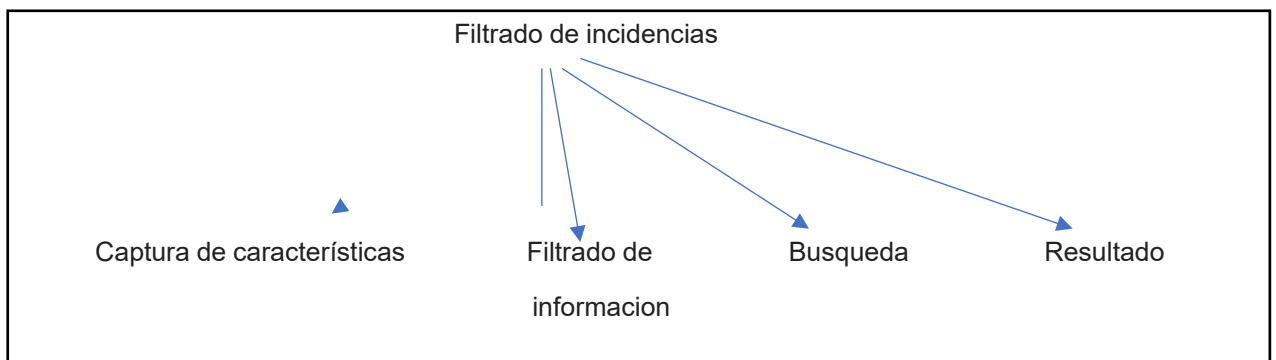 Filtrado de incidencias
Captura de características Filtrado de Busqueda Resultado
informacion